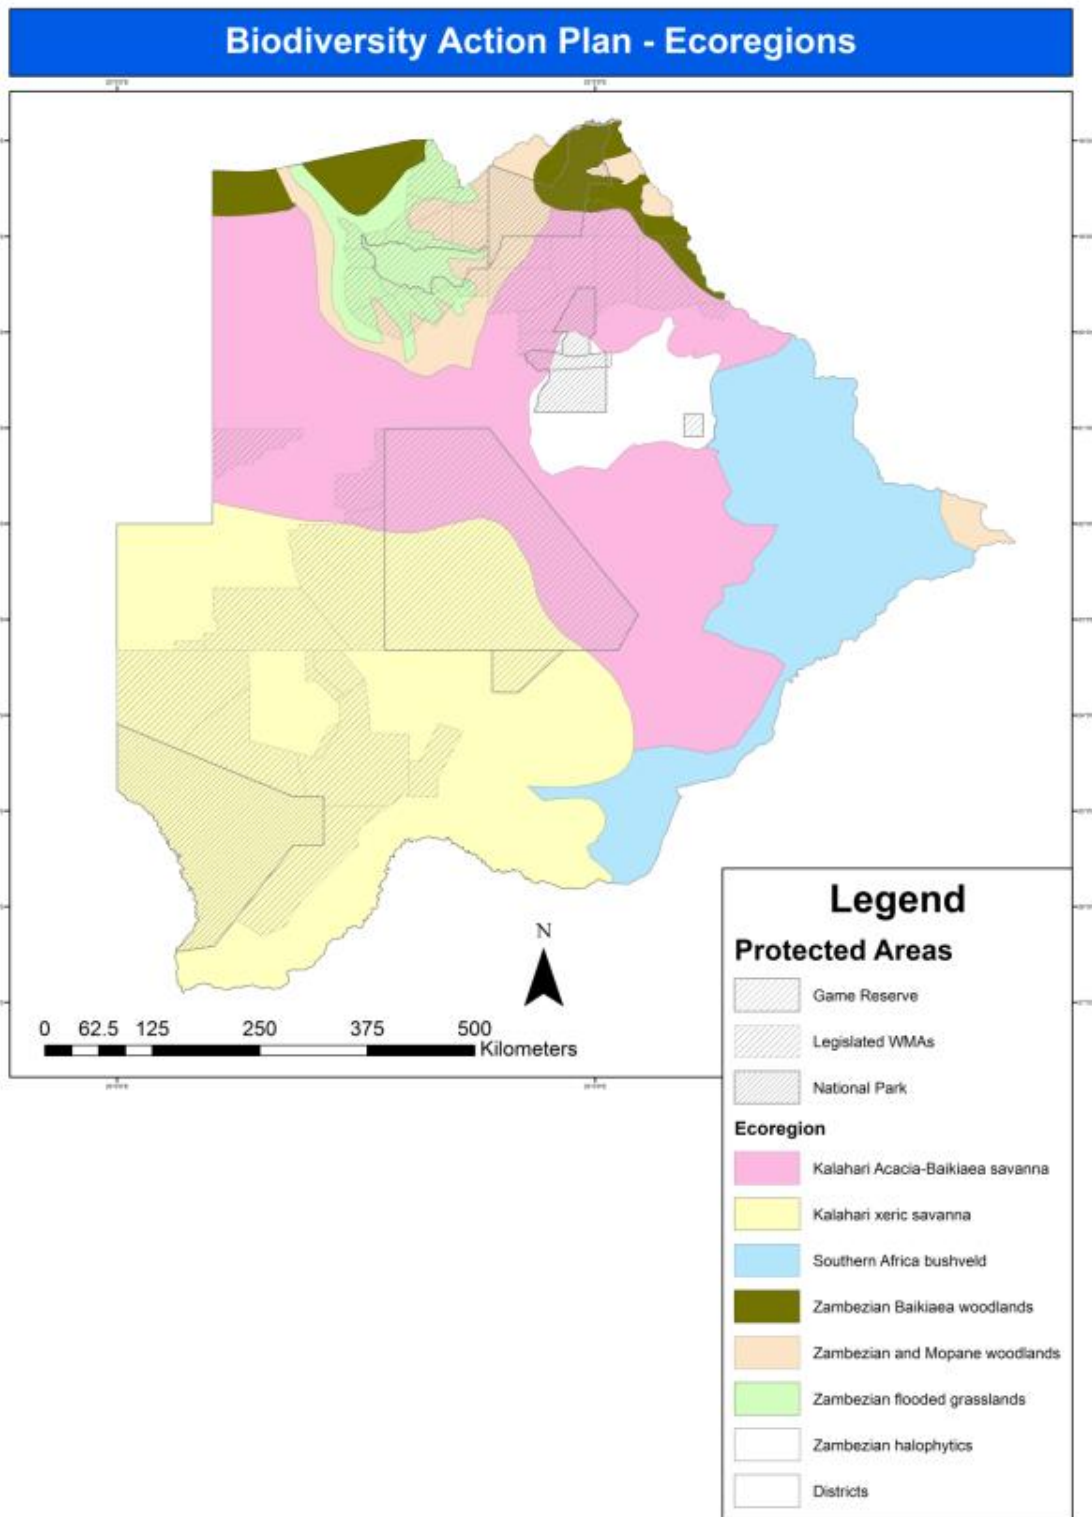 Biodiversity Action Plan - Ecoregions
N
0 62.5 125 250 375 500
Kilometers
Legend
Protected Areas
Game Reserve
Legislated WMAs
National Park
Ecoregion
Kalahari Acacia-Baikiaea savanna
Kalahari xeric savanna
Southern Africa bushveld
Zambezian Baikiaea woodlands
Zambezian and Mopane woodlands
Zambezian flooded grasslands
Zambezian halophytics
Districts